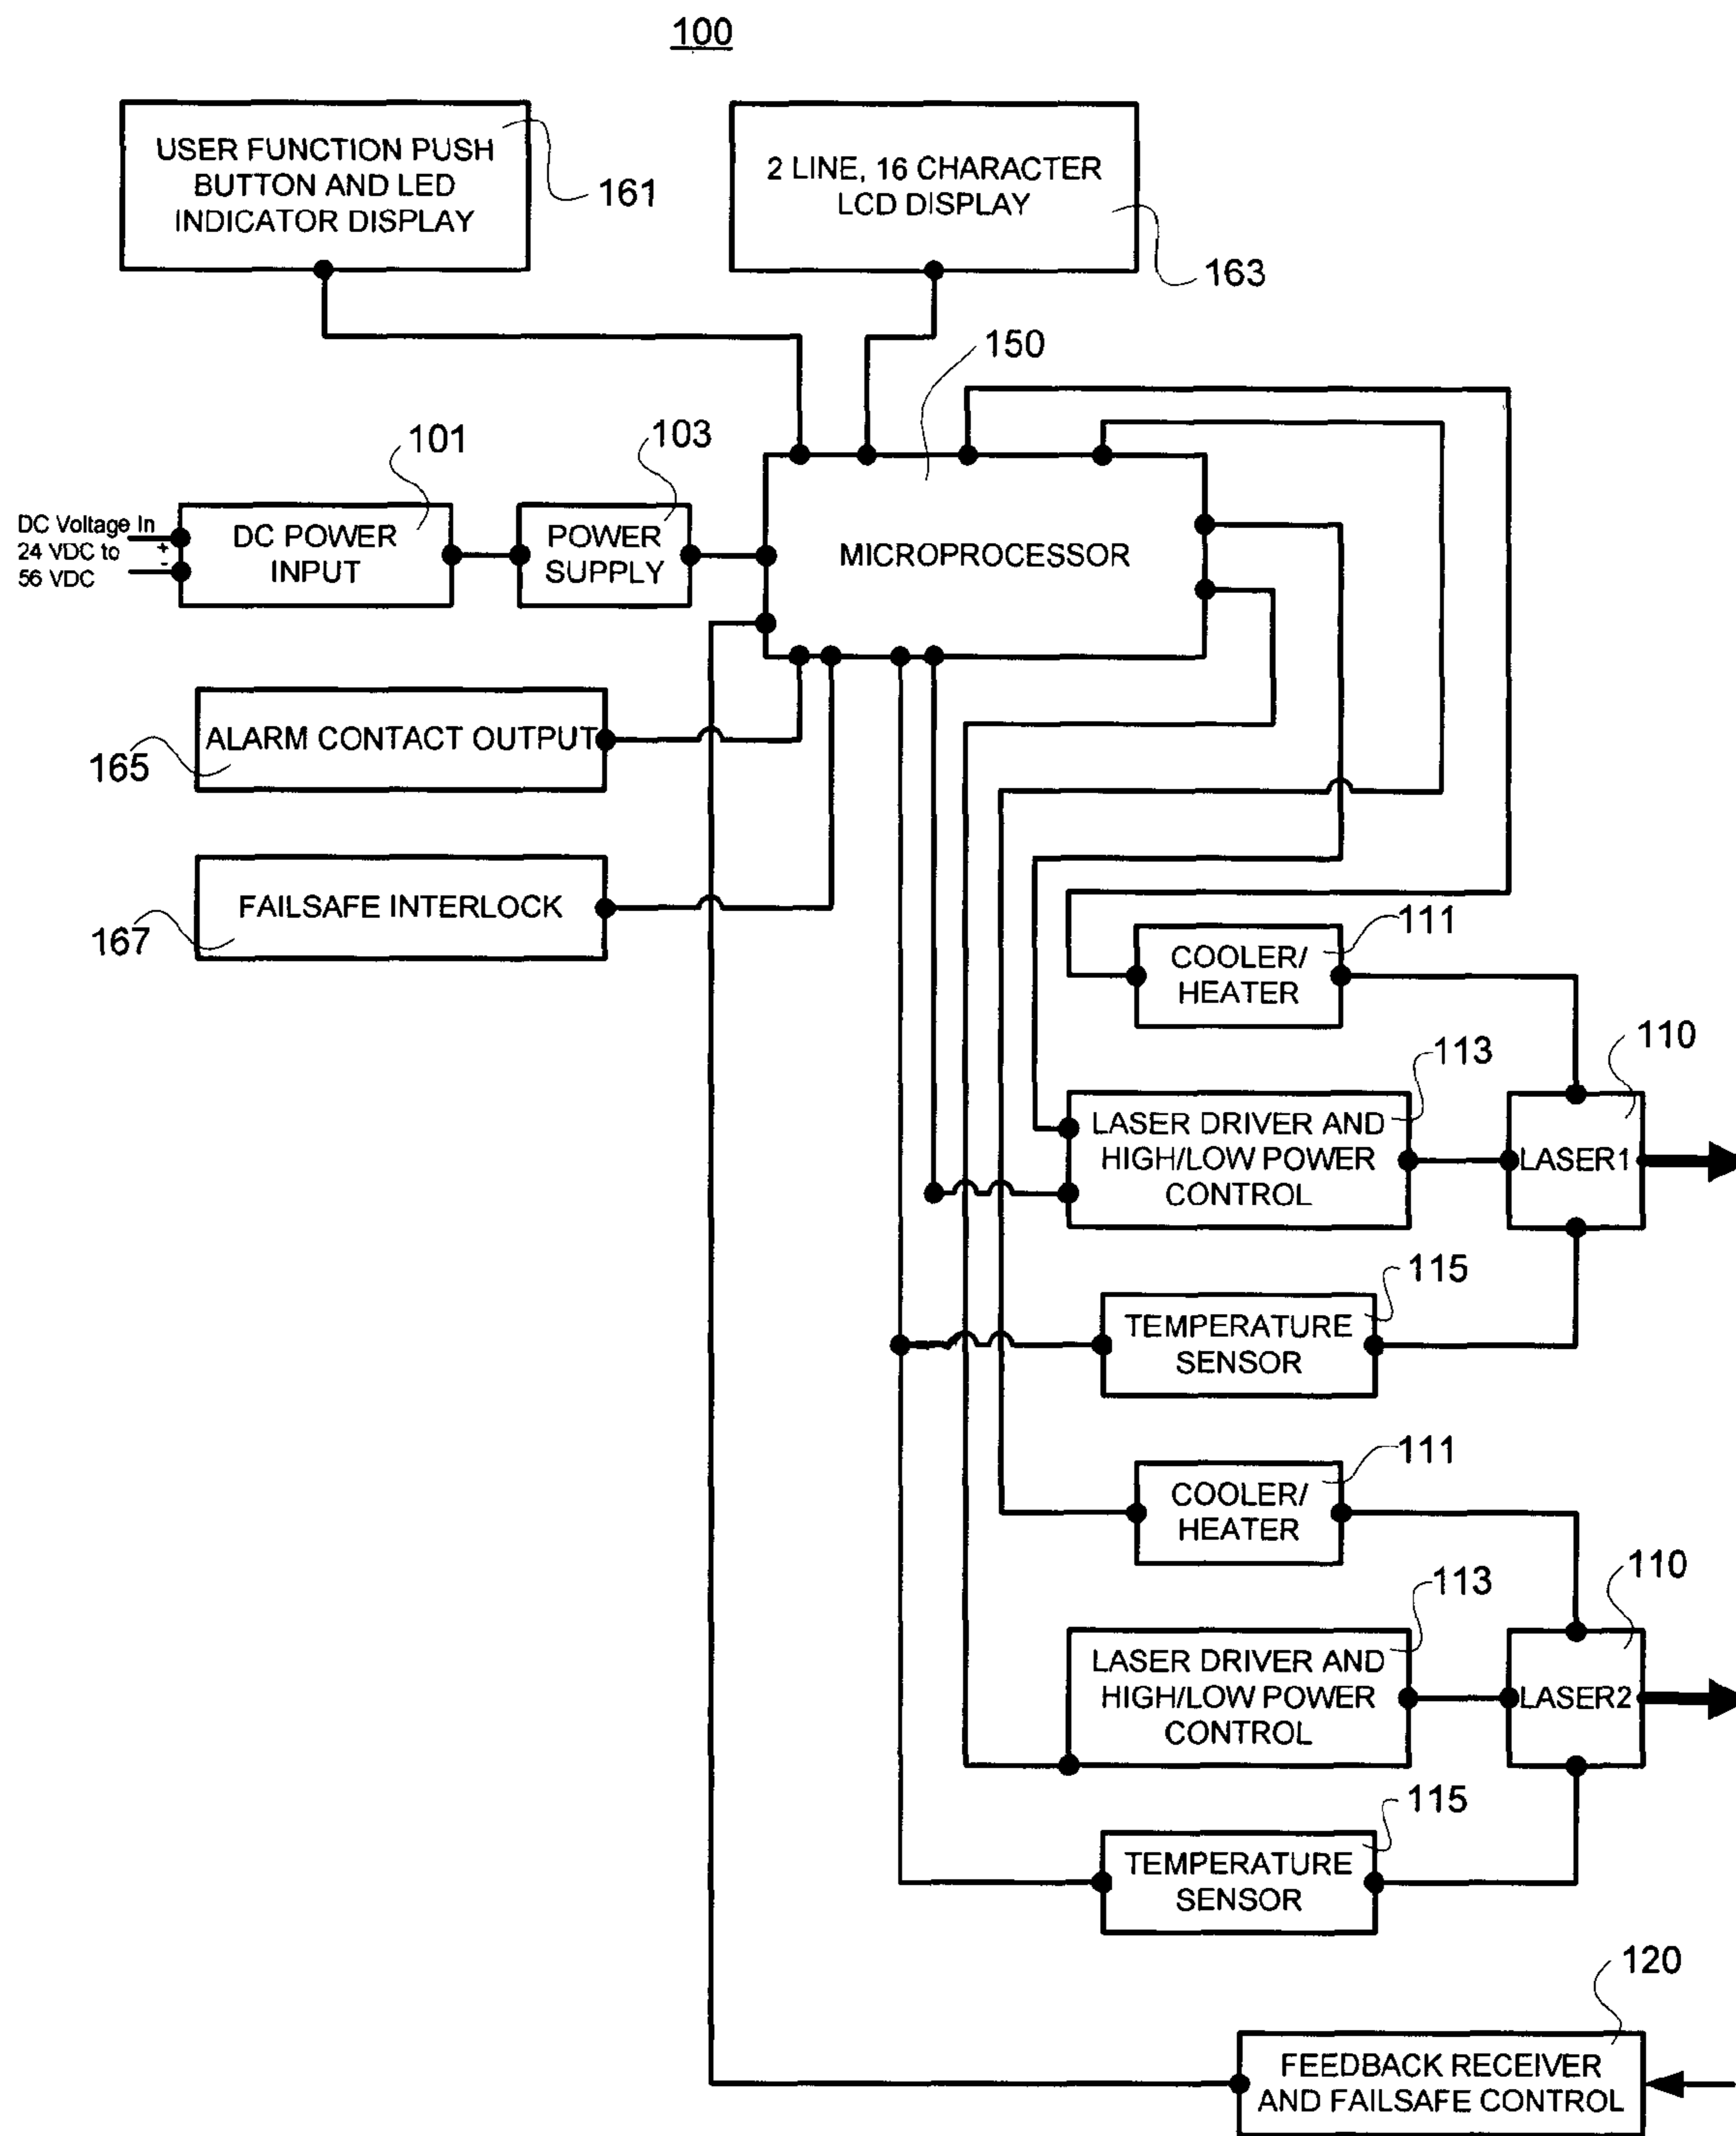 100
USER FUNCTION PUSH
BUTTON AND LED
INDICATOR DISPLAY
161
2 LINE, 16 CHARACTER
LCD DISPLAY
163
150
101
103
DC Voltage In
24 VDC to
56 VDC
+
-
DC POWER
INPUT
POWER
SUPPLY
MICROPROCESSOR
ALARM CONTACT OUTPUT
165
FAILSAFE INTERLOCK
167
111
COOLER/
HEATER
110
113
LASER DRIVER AND
HIGH/LOW POWER
CONTROL
LASER1
115
TEMPERATURE
SENSOR
111
COOLER/
HEATER
110
113
LASER DRIVER AND
HIGH/LOW POWER
CONTROL
LASER2
115
TEMPERATURE
SENSOR
120
FEEDBACK RECEIVER
AND FAILSAFE CONTROL